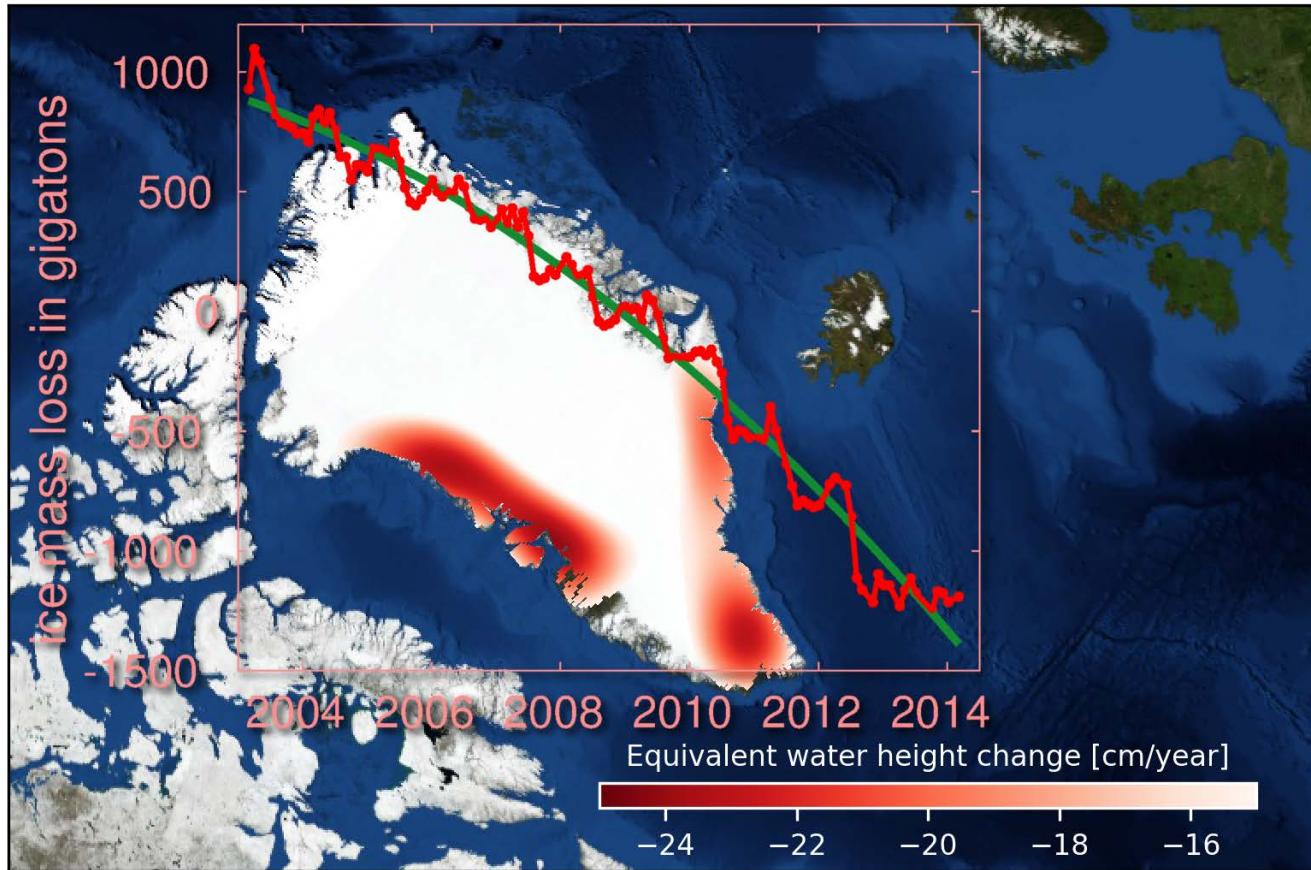 Ice mass loss in gigatons
1000
500
0
-500
-1000
-1500
2004 2006 2008 2010 2012 2014
Equivalent water height change [cm/year]
−24 −22 −20 −18 −16